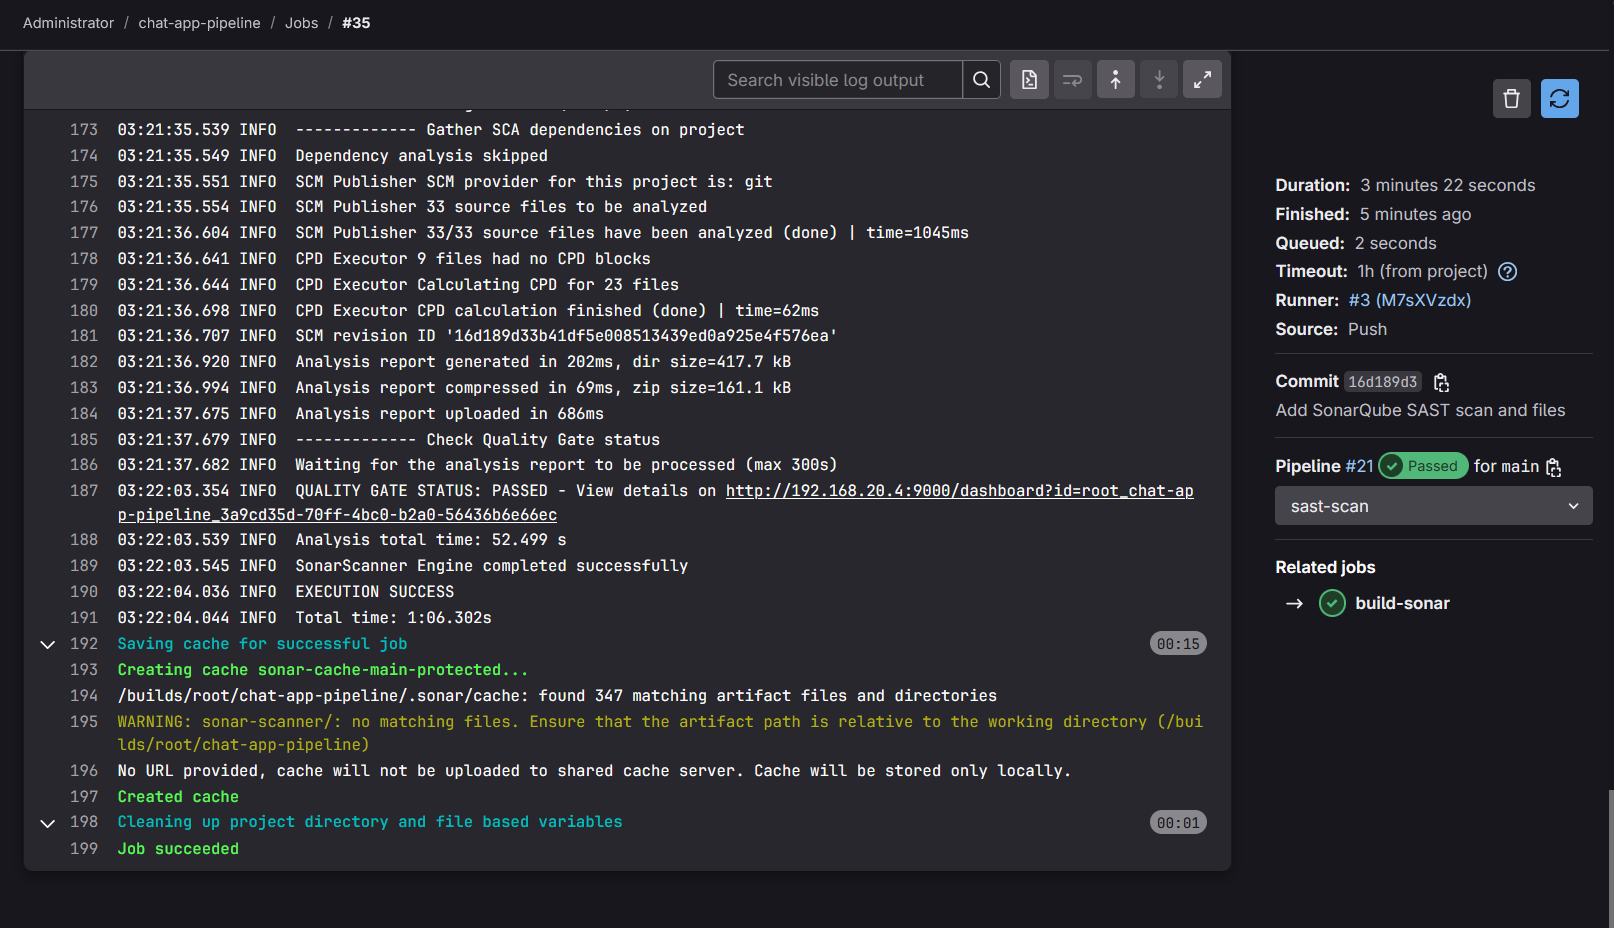 Administrator / chat-app-pipeline / Jobs / #35
Search visible log output
173 03:21:35.539 INFO ------------- Gather SCA dependencies on project
174 03:21:35.549 INFO Dependency analysis skipped
175 03:21:35.551 INFO SCM Publisher SCM provider for this project is: git
176 03:21:35.554 INFO SCM Publisher 33 source files to be analyzed
177 03:21:36.604 INFO SCM Publisher 33/33 source files have been analyzed (done) | time=1045ms
178 03:21:36.641 INFO CPD Executor 9 files had no CPD blocks
179 03:21:36.644 INFO CPD Executor Calculating CPD for 23 files
180 03:21:36.698 INFO CPD Executor CPD calculation finished (done) | time=62ms
181 03:21:36.707 INFO SCM revision ID '16d189d33b41df5e008513439ed0a925e4f576ea'
182 03:21:36.920 INFO Analysis report generated in 202ms, dir size=417.7 kB
183 03:21:36.994 INFO Analysis report compressed in 69ms, zip size=161.1 kB
184 03:21:37.675 INFO Analysis report uploaded in 686ms
185 03:21:37.679 INFO ------------- Check Quality Gate status
186 03:21:37.682 INFO Waiting for the analysis report to be processed (max 300s)
187 03:22:03.354 INFO QUALITY GATE STATUS: PASSED - View details on http://192.168.20.4:9000/dashboard?id=root_chat-ap
p-pipeline_3a9cd35d-70ff-4bc0-b2a0-56436b6e66ec
188 03:22:03.539 INFO Analysis total time: 52.499 s
189 03:22:03.545 INFO SonarScanner Engine completed successfully
190 03:22:04.036 INFO EXECUTION SUCCESS
191 03:22:04.044 INFO Total time: 1:06.302s
192 Saving cache for successful job 00:15
193 Creating cache sonar-cache-main-protected...
194 /builds/root/chat-app-pipeline/.sonar/cache: found 347 matching artifact files and directories
195 WARNING: sonar-scanner/: no matching files. Ensure that the artifact path is relative to the working directory (/bui
lds/root/chat-app-pipeline)
196 No URL provided, cache will not be uploaded to shared cache server. Cache will be stored only locally.
197 Created cache
198 Cleaning up project directory and file based variables 00:01
199 Job succeeded
Duration: 3 minutes 22 seconds
Finished: 5 minutes ago
Queued: 2 seconds
Timeout: 1h (from project) ?
Runner: #3 (M7sXVzdx)
Source: Push
Commit 16d189d3
Add SonarQube SAST scan and files
Pipeline #21 Passed for main
sast-scan
Related jobs
→ build-sonar